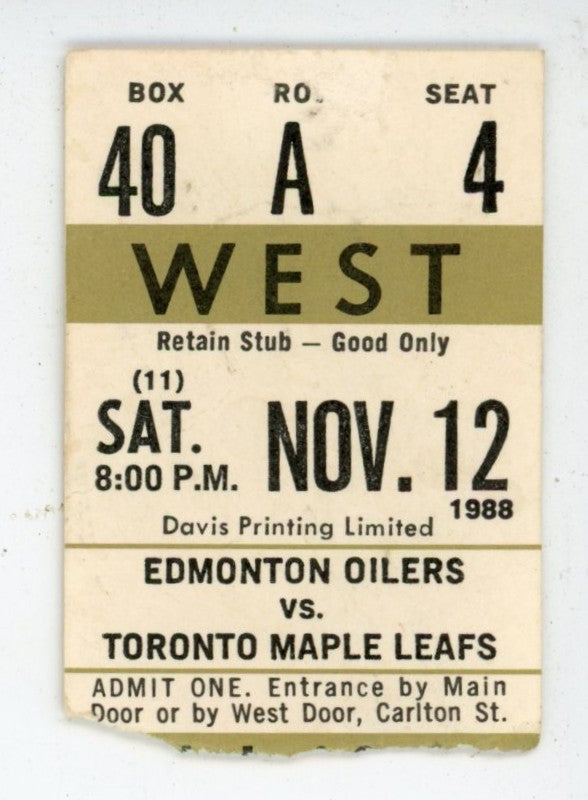 BOX RO. SEAT
40 A 4
WEST
Retain Stub — Good Only
(11)
SAT. NOV. 12
8:00 P.M. 1988
Davis Printing Limited
EDMONTON OILERS
VS.
TORONTO MAPLE LEAFS
ADMIT ONE. Entrance by Main
Door or by West Door, Carlton St.